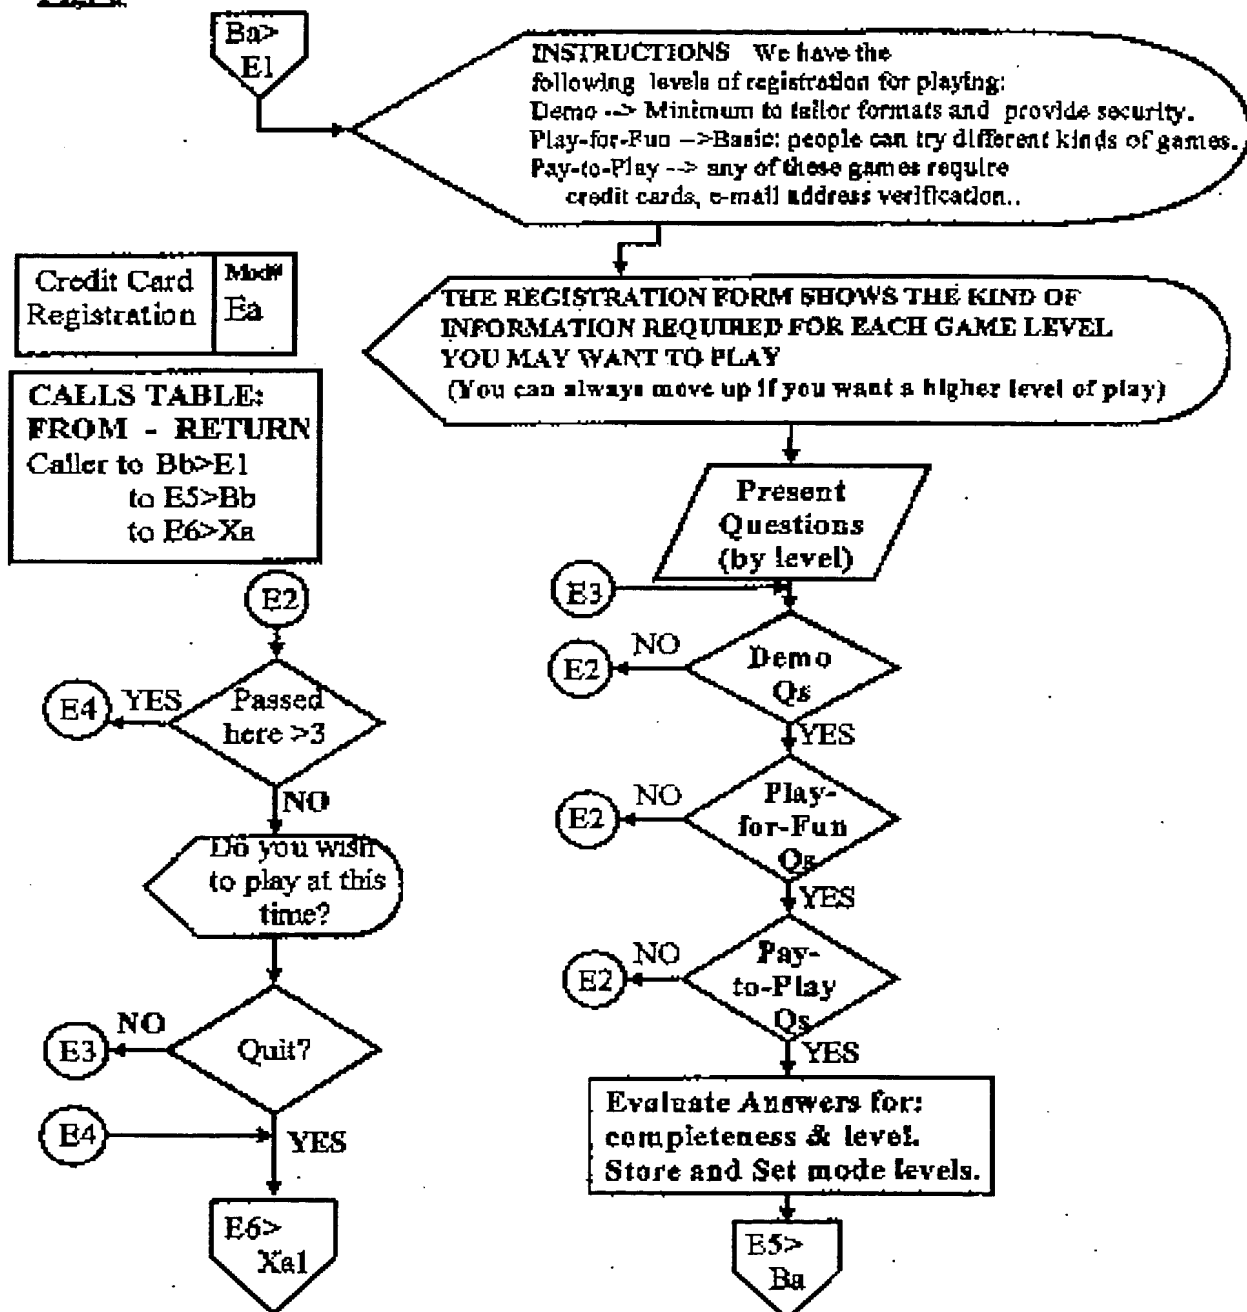 Ba>
E1
INSTRUCTIONS We have the
following levels of registration for playing:
Demo --> Minimum to tailor formats and provide security.
Play-for-Fun -->Basic: people can try different kinds of games.
Pay-to-Play --> any of these games require
credit cards, e-mail address verification..
Credit Card
Registration
Mod#
Ea
THE REGISTRATION FORM SHOWS THE KIND OF
INFORMATION REQUIRED FOR EACH GAME LEVEL
YOU MAY WANT TO PLAY
(You can always move up if you want a higher level of play)
CALLS TABLE:
FROM - RETURN
Caller to Bb>E1
to E5>Bb
to E6>Xa
Present
Questions
(by level)
E3
Demo
Qs
NO
E2
YES
Play-
for-Fun
Qs
NO
E2
YES
Pay-
to-Play
Qs
NO
E2
YES
Evaluate Answers for:
completeness & level.
Store and Set mode levels.
E5>
Ba
E2
Passed
here >3
YES
E4
NO
Do you wish
to play at this
time?
Quit?
NO
E3
E4
YES
E6>
Xa1